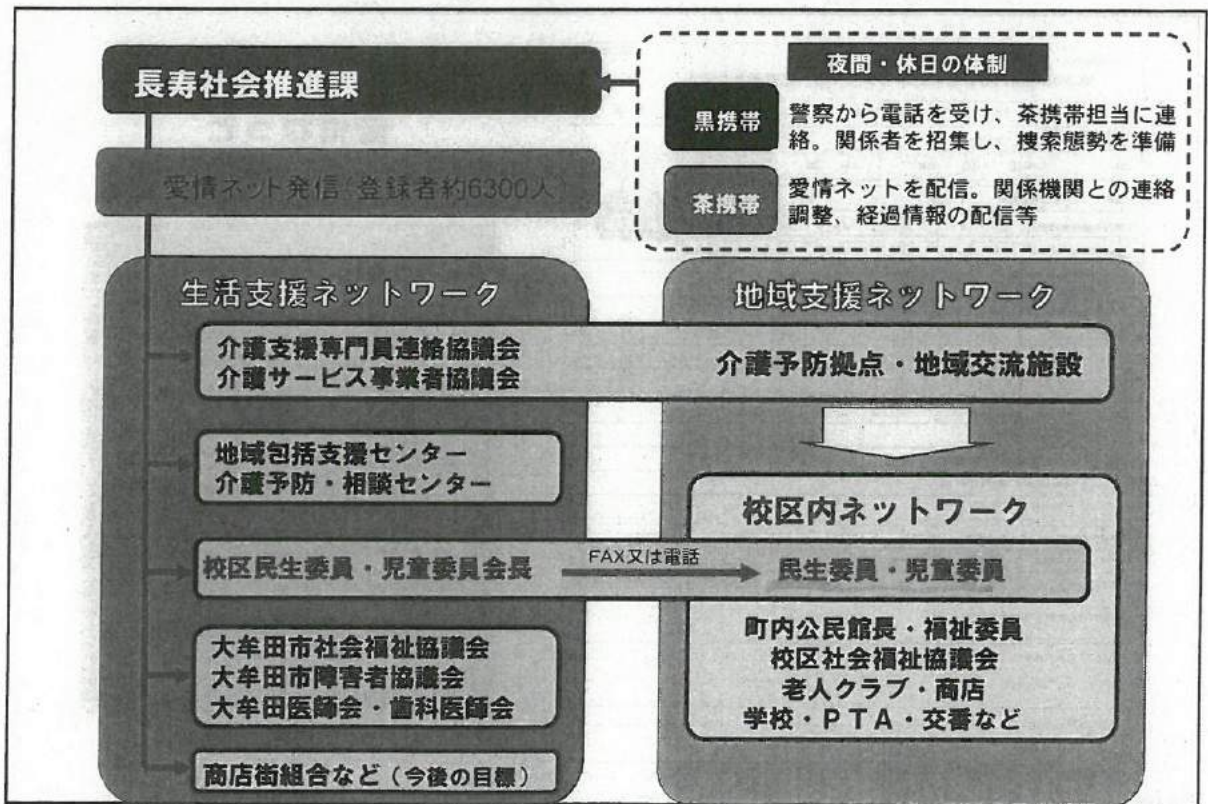 長寿社会推進課
愛情ネット発信(登録者約6300人)
夜間・休日の体制
黒携帯
警察から電話を受け、茶携帯担当に連
絡。関係者を招集し、捜索態勢を準備
茶携帯
愛情ネットを配信。関係機関との連絡
調整、経過情報の配信等
生活支援ネットワーク
介護支援専門員連絡協議会
介護サービス事業者協議会
地域包括支援センター
介護予防・相談センター
校区民生委員・児童委員会長
FAX又は電話
大牟田市社会福祉協議会
大牟田市障害者協議会
大牟田医師会・歯科医師会
商店街組合など(今後の目標)
地域支援ネットワーク
介護予防拠点・地域交流施設
校区内ネットワーク
民生委員・児童委員
町内公民館長・福祉委員
校区社会福祉協議会
老人クラブ・商店
学校・PTA・交番など